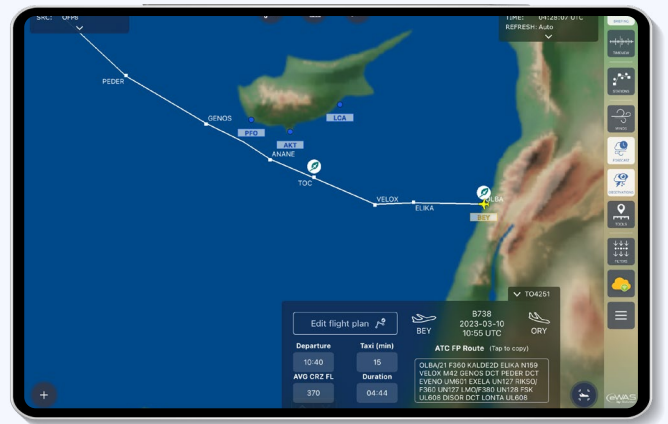 SRC: OFP6
TIME: 04:28:07 UTC
REFRESH: Auto
PEDER
GENOS
PFO
AKT
LCA
ANANE
TOC
VELOX
ELIKA
OLBA
BEY
TOOLS
FILTERS
TO4251
Edit flight plan
BEY
B738
2023-03-10
10:55 UTC
ORY
Departure
Taxi (min)
10:40
15
AVG CRZ FL
Duration
370
04:44
ATC FP Route (Tap to copy)
OLBA/21 F360 KALDE2D ELIKA N159
VELOX M42 GENOS DCT PEDER DCT
EVENO UM601 EXELA UN127 RIKSO/
F360 UN127 LMO/F380 UN128 FSK
UL608 DISOR DCT LONTA UL608
eWAS